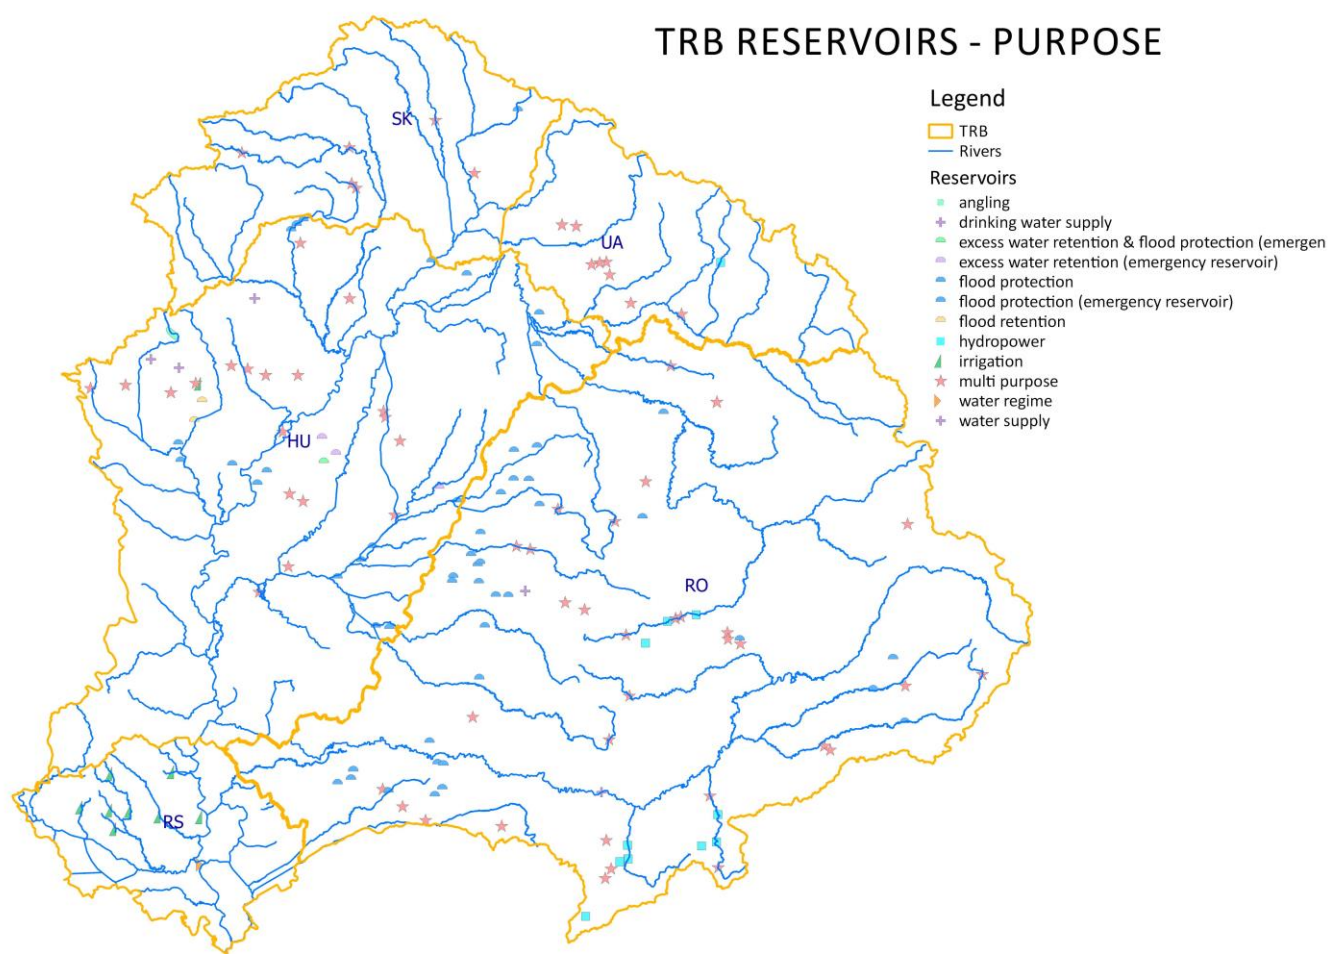 TRB RESERVOIRS - PURPOSE
Legend
TRB
Rivers
Reservoirs
angling
drinking water supply
excess water retention & flood protection (emergen
excess water retention (emergency reservoir)
flood protection
flood protection (emergency reservoir)
flood retention
hydropower
irrigation
multi purpose
water regime
water supply
SK
UA
HU
RO
RS